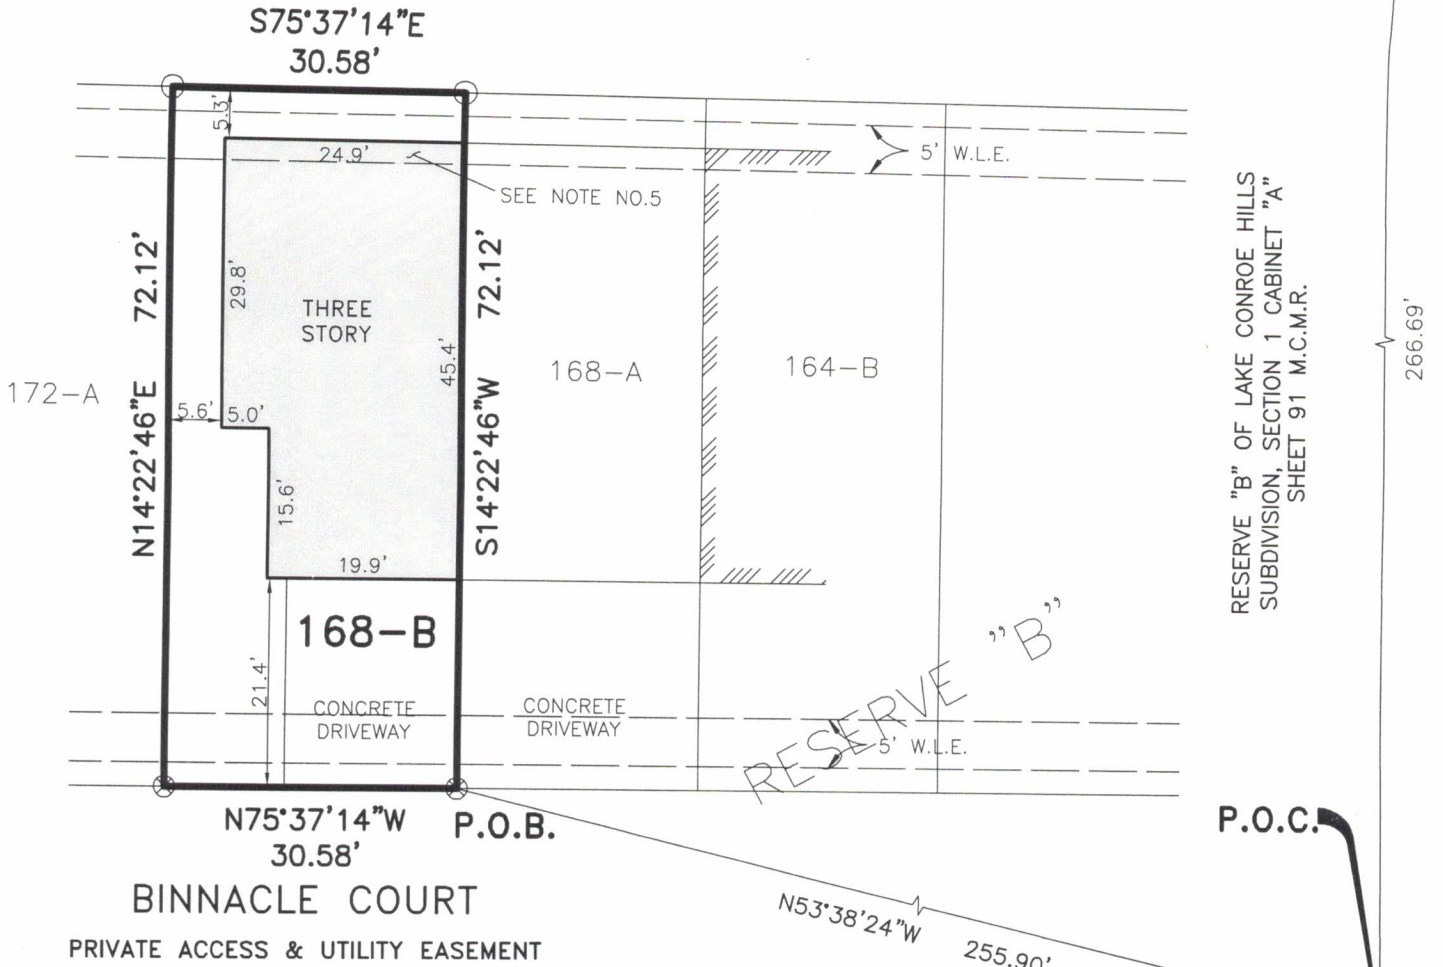 S75°37'14"E
30.58'
5.3'
24.9'
5' W.L.E.
SEE NOTE NO.5
N14°22'46"E 72.12'
29.8'
THREE
STORY
45.4'
S14°22'46"W 72.12'
168-A
164-B
172-A
5.6'
5.0'
15.6'
19.9'
168-B
21.4'
CONCRETE
DRIVEWAY
CONCRETE
DRIVEWAY
5' W.L.E.
RESERVE "B"
RESERVE "B" OF LAKE CONROE HILLS
SUBDIVISION, SECTION 1 CABINET "A"
SHEET 91 M.C.M.R.
266.69'
N75°37'14"W
30.58'
P.O.B.
P.O.C.
BINNACLE COURT
PRIVATE ACCESS & UTILITY EASEMENT
N53°38'24"W
255.90'